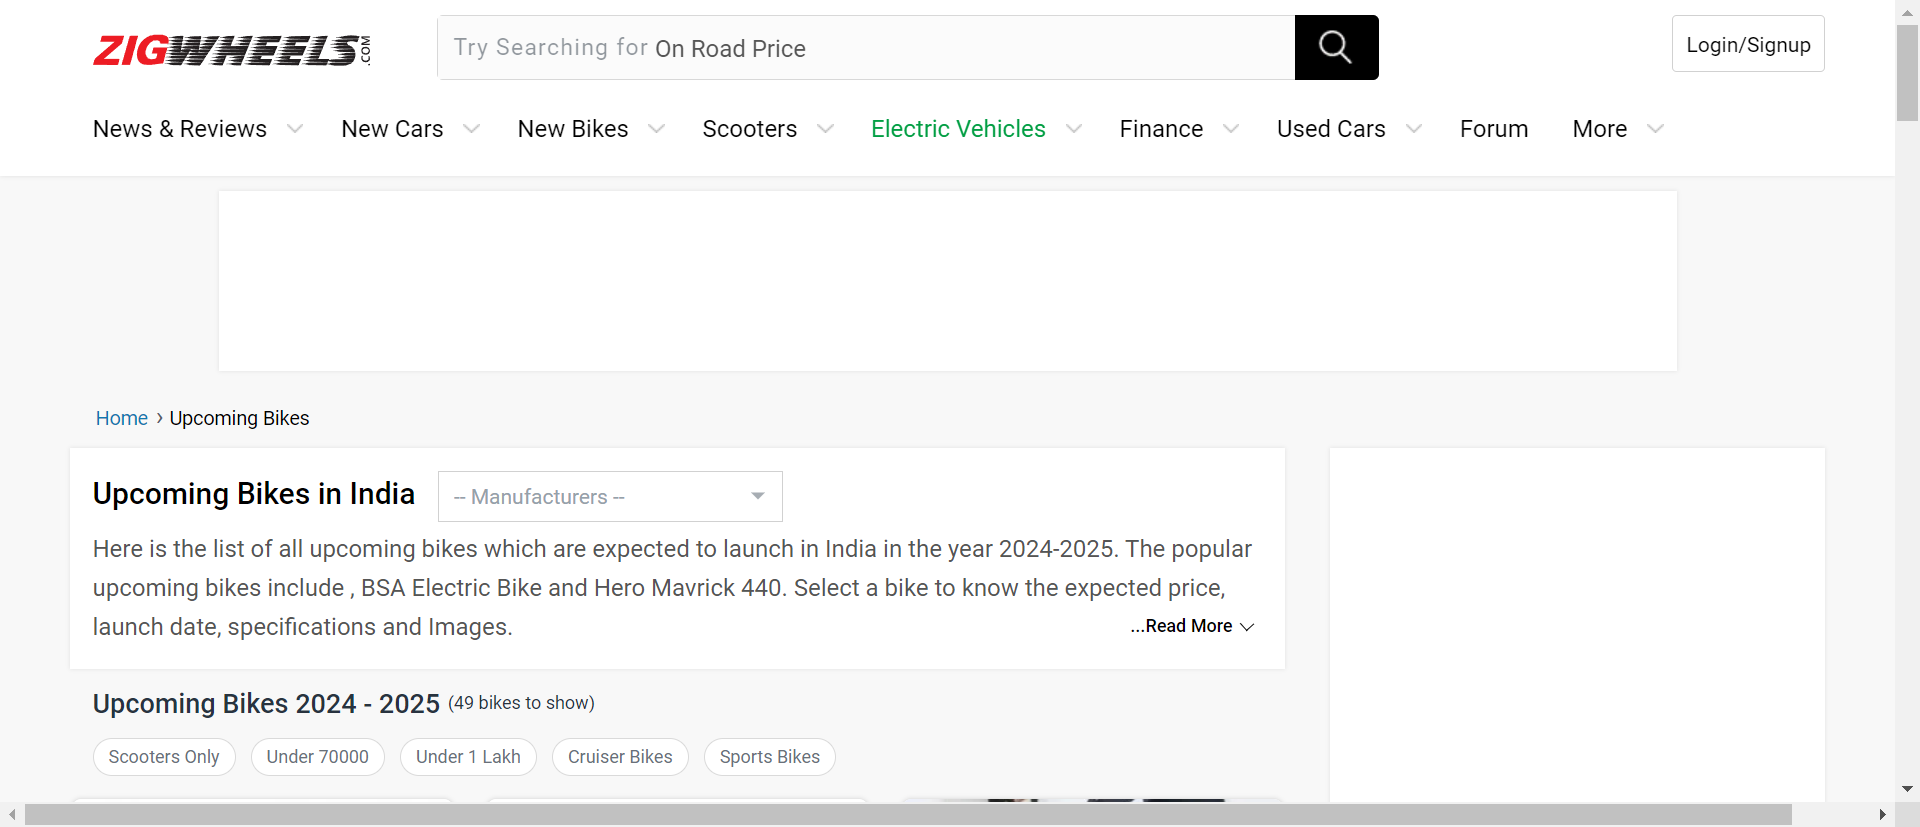 ZIGWHEELS.COM
Try Searching for On Road Price
Login/Signup
News & Reviews New Cars New Bikes Scooters Electric Vehicles Finance Used Cars Forum More
Home › Upcoming Bikes
Upcoming Bikes in India
-- Manufacturers --
Here is the list of all upcoming bikes which are expected to launch in India in the year 2024-2025. The popular
upcoming bikes include , BSA Electric Bike and Hero Mavrick 440. Select a bike to know the expected price,
launch date, specifications and Images.
...Read More
Upcoming Bikes 2024 - 2025 (49 bikes to show)
Scooters Only Under 70000 Under 1 Lakh Cruiser Bikes Sports Bikes